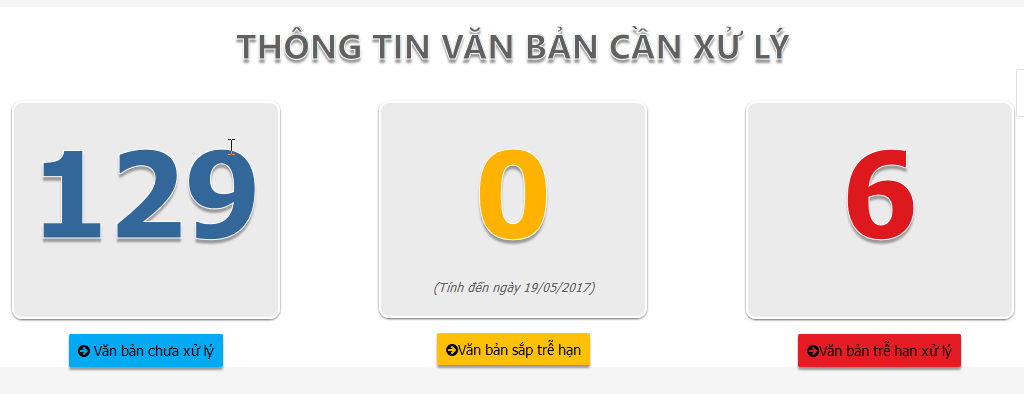 THÔNG TIN VĂN BẢN CẦN XỬ LÝ
129
0
6
(Tính đến ngày 19/05/2017)
Văn bản chưa xử lý
Văn bản sắp trễ hạn
Văn bản trễ hạn xử lý